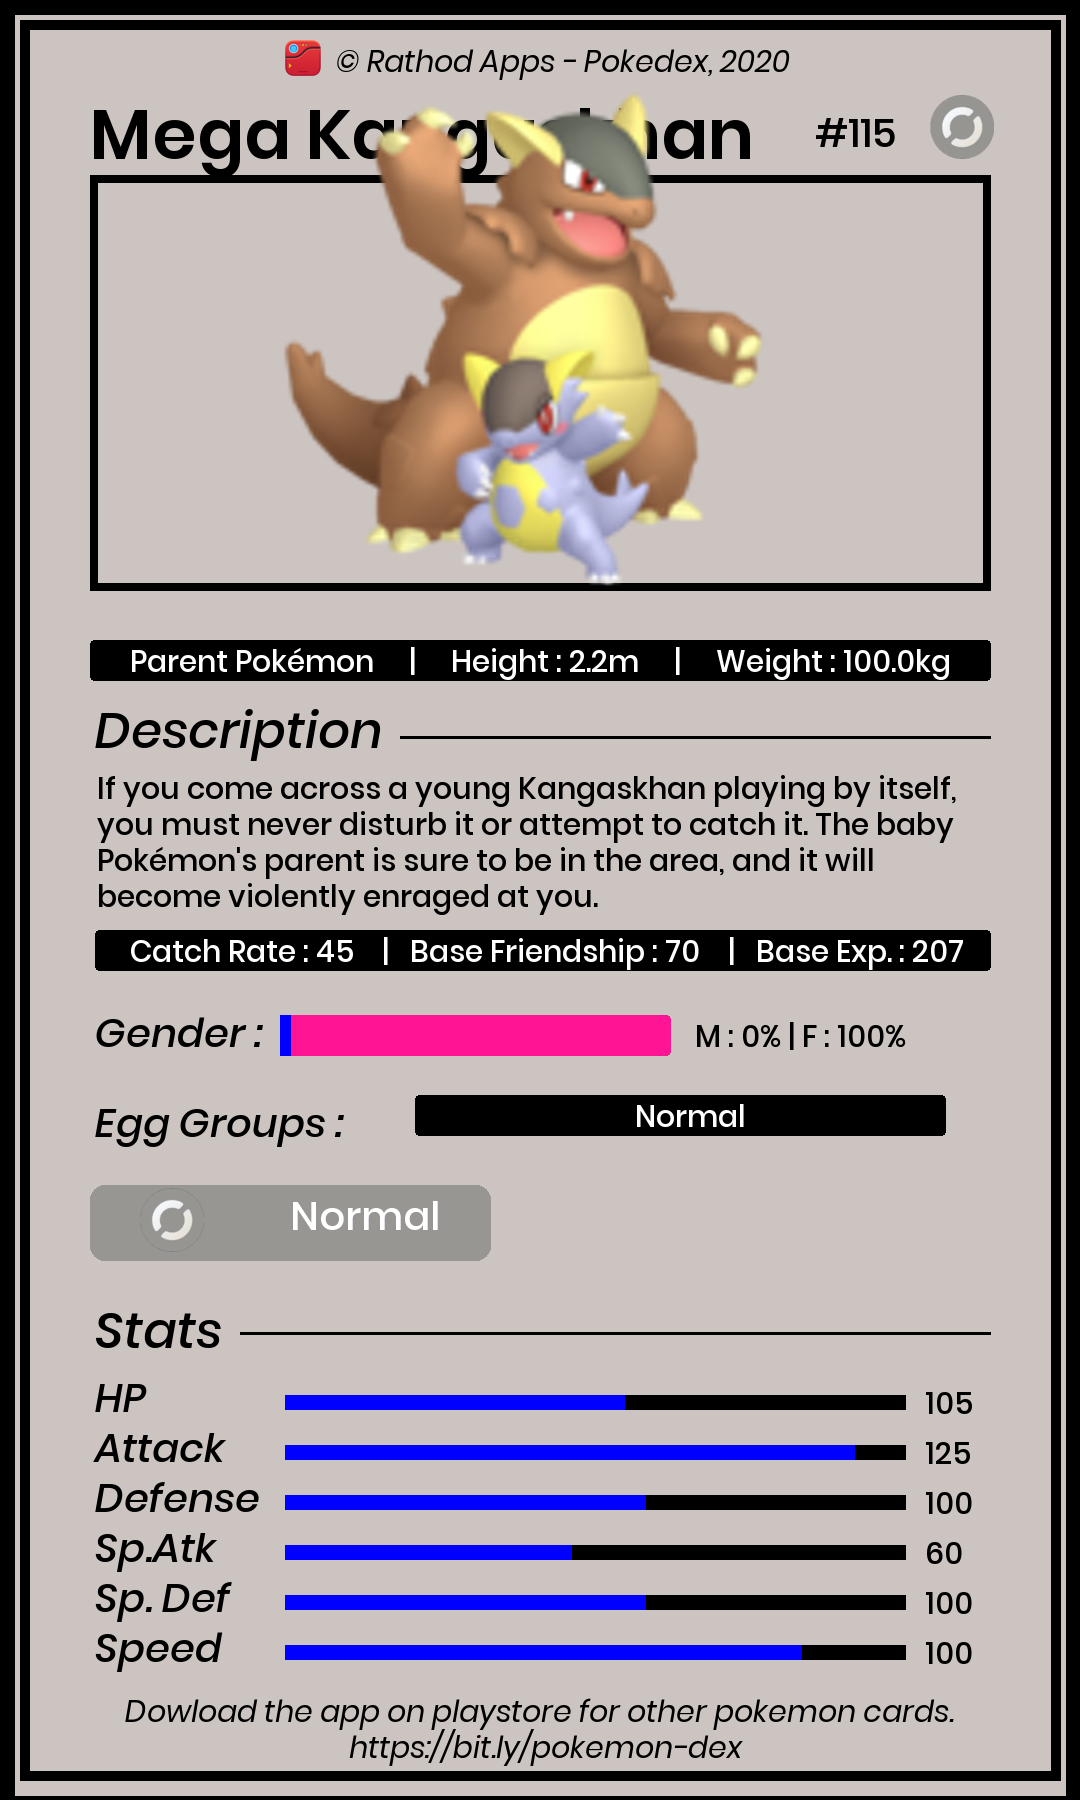 © Rathod Apps - Pokedex, 2020
Mega Kangaskhan #115
Parent Pokémon | Height : 2.2m | Weight : 100.0kg
Description
If you come across a young Kangaskhan playing by itself,
you must never disturb it or attempt to catch it. The baby
Pokémon's parent is sure to be in the area, and it will
become violently enraged at you.
Catch Rate : 45 | Base Friendship : 70 | Base Exp. : 207
Gender : M : 0% | F : 100%
Egg Groups : Normal
Normal
Stats
HP 105
Attack 125
Defense 100
Sp.Atk 60
Sp. Def 100
Speed 100
Dowload the app on playstore for other pokemon cards.
https://bit.ly/pokemon-dex